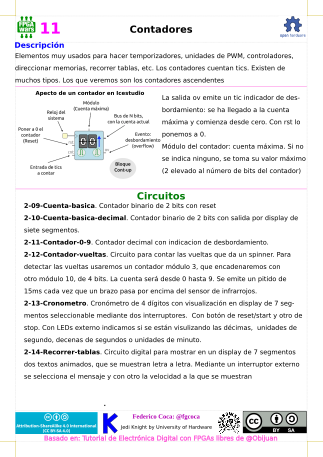 FPGA
WARS
11
Contadores
open hardware
Descripción
Elementos muy usados para hacer temporizadores, unidades de PWM, controladores,
direccionar memorias, recorrer tablas, etc. Los contadores cuentan tics. Existen de
muchos tipos. Los que veremos son los contadores ascendentes
Apecto de un contador en Icestudio
Módulo
(Cuenta máxima)
Reloj del
sistema
Bus de N bits,
con la cuenta actual
Poner a 0 el
contador
(Reset)
Evento:
desbordamiento
(overflow)
Entrada de tics
a contar
Bloque
Cont-up
La salida ov emite un tic indicador de des-
bordamiento: se ha llegado a la cuenta
máxima y comienza desde cero. Con rst lo
ponemos a 0.
Módulo del contador: cuenta máxima. Si no
se indica ninguno, se toma su valor máximo
(2 elevado al número de bits del contador)
Circuitos
2-09-Cuenta-basica. Contador binario de 2 bits con reset
2-10-Cuenta-basica-decimal. Contador binario de 2 bits con salida por display de
siete segmentos.
2-11-Contador-0-9. Contador decimal con indicacion de desbordamiento.
2-12-Contador-vueltas. Circuito para contar las vueltas que da un spinner. Para
detectar las vueltas usaremos un contador módulo 3, que encadenaremos con
otro módulo 10, de 4 bits. La cuenta será desde 0 hasta 9. Se emite un pitido de
15ms cada vez que un brazo pasa por encima del sensor de infrarrojos.
2-13-Cronometro. Cronómetro de 4 dígitos con visualización en display de 7 seg-
mentos seleccionable mediante dos interruptores. Con botón de reset/start y otro de
stop. Con LEDs externo indicamos si se están visulizando las décimas, unidades de
segundo, decenas de segundos o unidades de minuto.
2-14-Recorrer-tablas. Circuito digital para mostrar en un display de 7 segmentos
dos textos animados, que se muestran letra a letra. Mediante un interruptor externo
se selecciona el mensaje y con otro la velocidad a la que se muestran
Attribution-ShareAlike 4.0 International
(CC BY-SA 4.0)
Federico Coca: @fgcoca
Jedi Knight by University of Hardware
CC
BY SA
Basado en: Tutorial de Electrónica Digital con FPGAs libres de @Obijuan